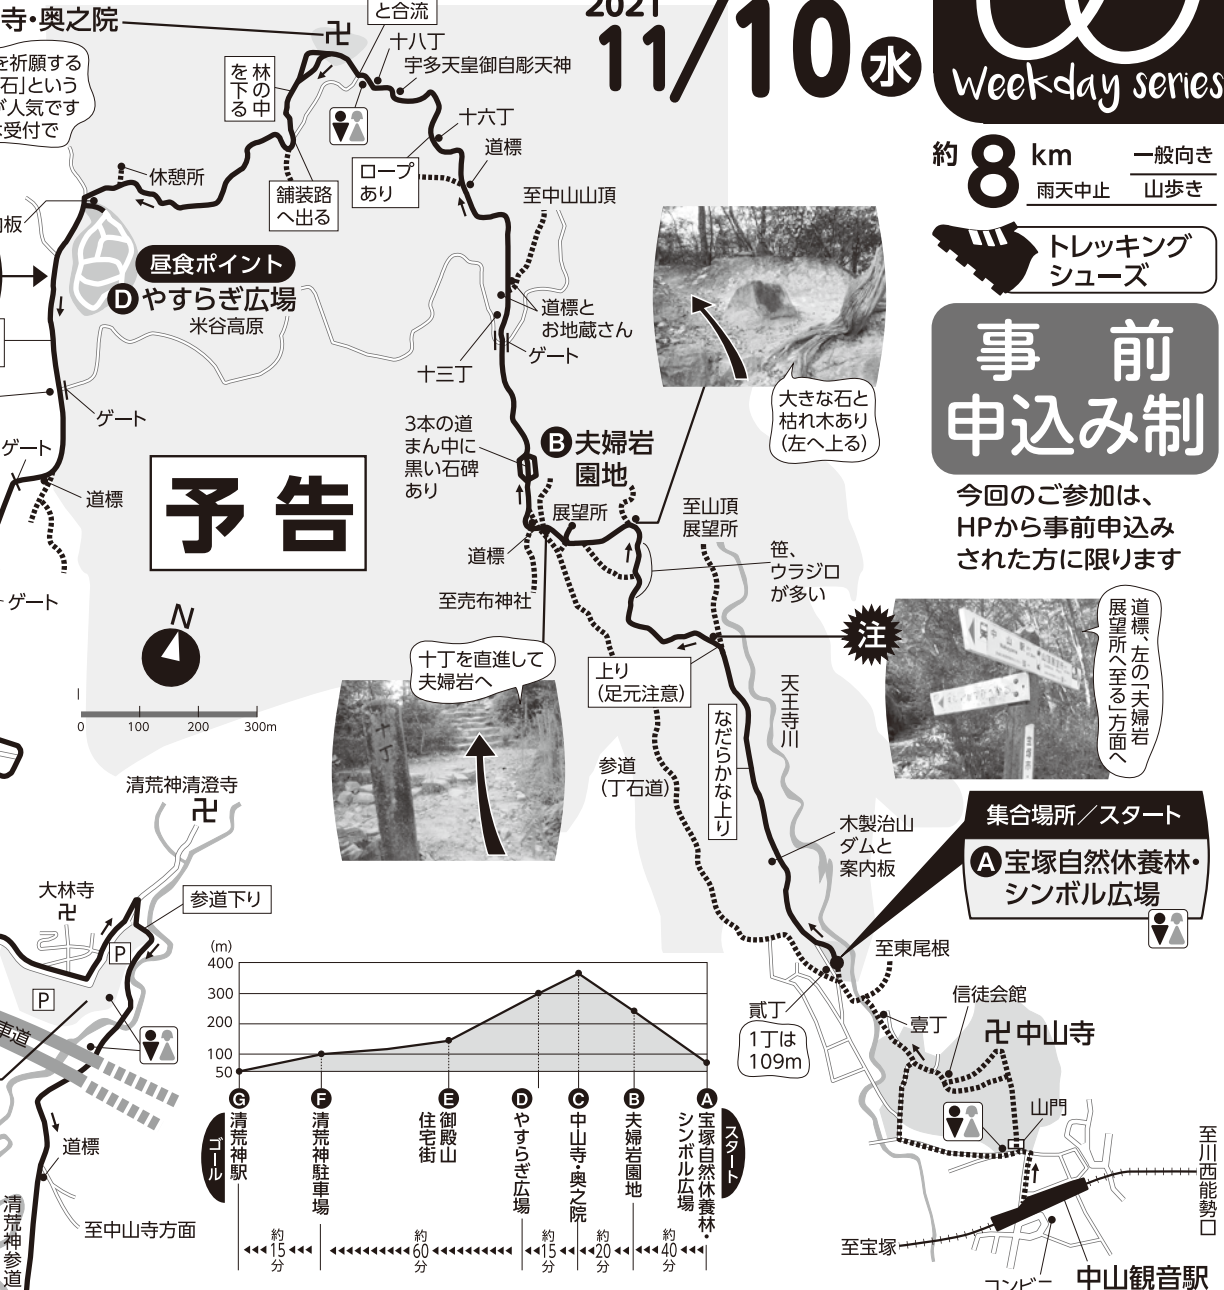 寺・奥之院
と合流
2021
11/10 水
Weekday series
約8km
一般向き
雨天中止
山歩き
トレッキング
シューズ
事前
申込み制
今回のご参加は、
HPから事前申込み
された方に限ります
を祈願する
石」という
が人気です
受付で
林の中
を下る
十八丁
宇多天皇御自彫天神
十六丁
道標
ロープ
あり
舗装路
へ出る
休憩所
板
昼食ポイント
D やすらぎ広場
米谷高原
至中山山頂
道標と
お地蔵さん
ゲート
十三丁
大きな石と
枯れ木あり
(左へ上る)
ゲート
ゲート
道標
ゲート
予告
3本の道
まん中に
黒い石碑
あり
B 夫婦岩
園地
展望所
道標
至売布神社
至山頂
展望所
笹、
ウラジロ
が多い
注
道標、左の「夫婦岩
展望所へ至る」方面へ
十丁を直進して
夫婦岩へ
十丁
上り
(足元注意)
N
0 100 200 300m
なだらかな上り
天王寺川
参道
(丁石道)
木製治山
ダムと
案内板
集合場所/スタート
A 宝塚自然休養林・
シンボル広場
清荒神清澄寺
大林寺
参道下り
P
P
車道
道標
至中山寺方面
清荒神参道
(m)
400
300
200
100
50
G 清荒神駅
F 清荒神駐車場
E 御殿山
住宅街
D やすらぎ広場
C 中山寺・奥之院
B 夫婦岩園地
A 宝塚自然休養林・
シンボル広場
ゴール
スタート
約15分
約60分
約15分
約20分
約40分
至東尾根
貳丁
1丁は
109m
壹丁
信徒会館
中山寺
山門
至川西能勢口
至宝塚
コンビニ
中山観音駅